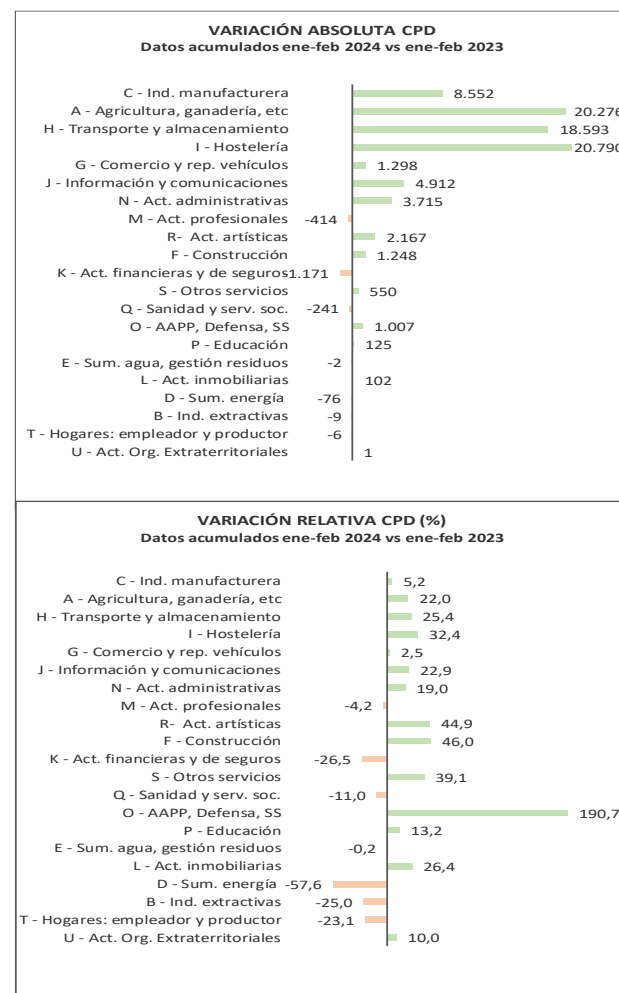 VARIACIÓN ABSOLUTA CPD
Datos acumulados ene-feb 2024 vs ene-feb 2023
C - Ind. manufacturera 8.552
A - Agricultura, ganadería, etc 20.276
H - Transporte y almacenamiento 18.593
I - Hostelería 20.790
G - Comercio y rep. vehículos 1.298
J - Información y comunicaciones 4.912
N - Act. administrativas 3.715
M - Act. profesionales -414
R- Act. artísticas 2.167
F - Construcción 1.248
K - Act. financieras y de seguros 1.171
S - Otros servicios 550
Q - Sanidad y serv. soc. -241
O - AAPP, Defensa, SS 1.007
P - Educación 125
E - Sum. agua, gestión residuos -2
L - Act. inmobiliarias 102
D - Sum. energía -76
B - Ind. extractivas -9
T - Hogares: empleador y productor -6
U - Act. Org. Extraterritoriales 1
VARIACIÓN RELATIVA CPD (%)
Datos acumulados ene-feb 2024 vs ene-feb 2023
C - Ind. manufacturera 5,2
A - Agricultura, ganadería, etc 22,0
H - Transporte y almacenamiento 25,4
I - Hostelería 32,4
G - Comercio y rep. vehículos 2,5
J - Información y comunicaciones 22,9
N - Act. administrativas 19,0
M - Act. profesionales -4,2
R- Act. artísticas 44,9
F - Construcción 46,0
K - Act. financieras y de seguros -26,5
S - Otros servicios 39,1
Q - Sanidad y serv. soc. -11,0
O - AAPP, Defensa, SS 190,7
P - Educación 13,2
E - Sum. agua, gestión residuos -0,2
L - Act. inmobiliarias 26,4
D - Sum. energía -57,6
B - Ind. extractivas -25,0
T - Hogares: empleador y productor -23,1
U - Act. Org. Extraterritoriales 10,0